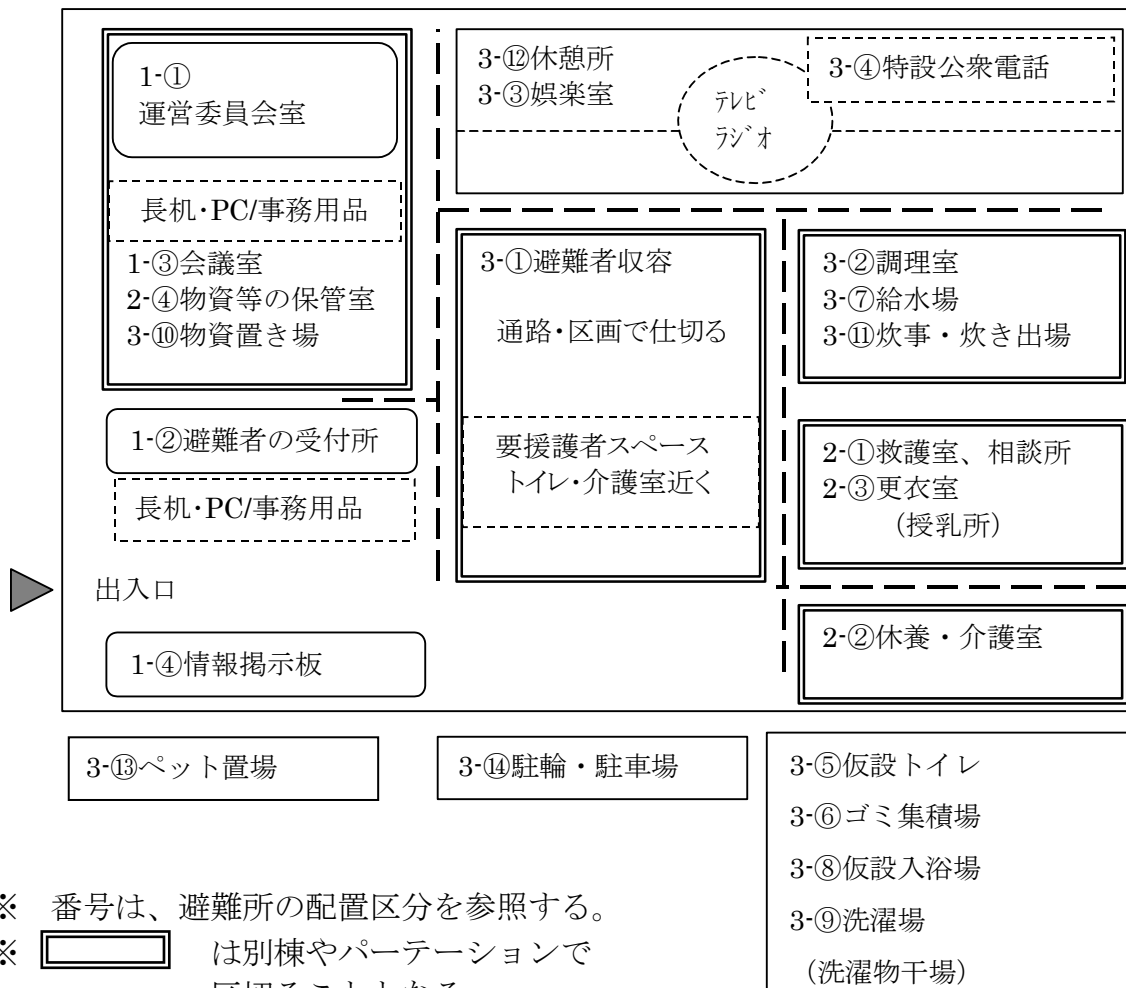 1-①
運営委員会室
長机・PC/事務用品
1-③会議室
2-④物資等の保管室
3-⑩物資置き場
1-②避難者の受付所
長机・PC/事務用品
出入口
1-④情報掲示板
3-⑫休憩所
3-③娯楽室
ﾃﾚﾋﾞ
ﾗｼﾞｵ
3-④特設公衆電話
3-①避難者収容
通路・区画で仕切る
要援護者スペース
トイレ・介護室近く
3-②調理室
3-⑦給水場
3-⑪炊事・炊き出場
2-①救護室、相談所
2-③更衣室
(授乳所)
2-②休養・介護室
3-⑬ペット置場
3-⑭駐輪・駐車場
3-⑤仮設トイレ
3-⑥ゴミ集積場
3-⑧仮設入浴場
3-⑨洗濯場
(洗濯物干場)
※ 番号は、避難所の配置区分を参照する。
※ は別棟やパーテーションで